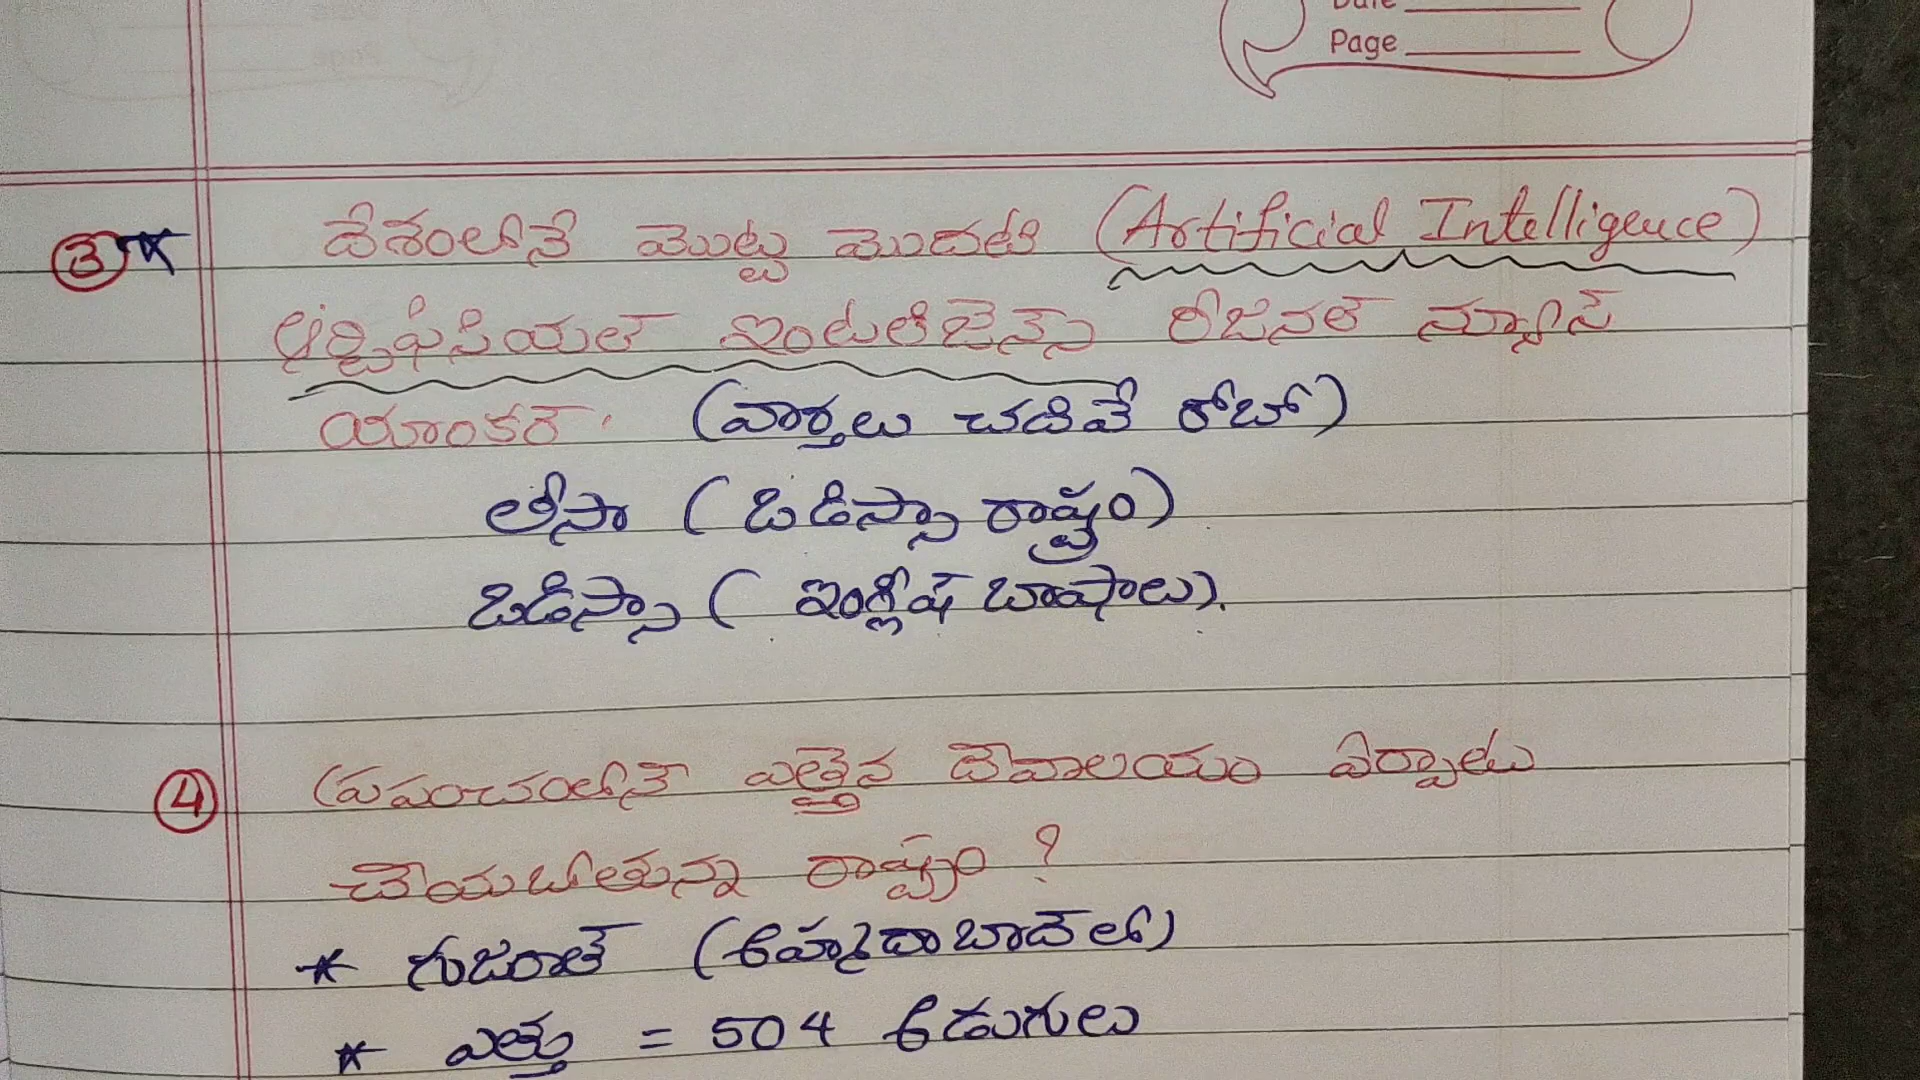 Date
Page
③* దేశంలోనే మొట్ట మొదటి (Artificial Intelligence)
ఆర్టిఫిసియల్ ఇంటలిజెన్స్ రీజినల్ న్యూస్
యాంకర్. (వార్తలు చదివే రోబో)
లీసా (ఒడిస్సా రాష్ట్రం)
ఒడిస్సా (ఇంగ్లీష్ బాషాలు).
④ ప్రపంచంలోనే ఎత్తైన దేవాలయం ఏర్పాటు
చేయబోతున్నా రాష్ట్రం ?
* గుజరాత్ (అహ్మదాబాద్‌లో)
* ఎత్తు = 504 అడుగులు